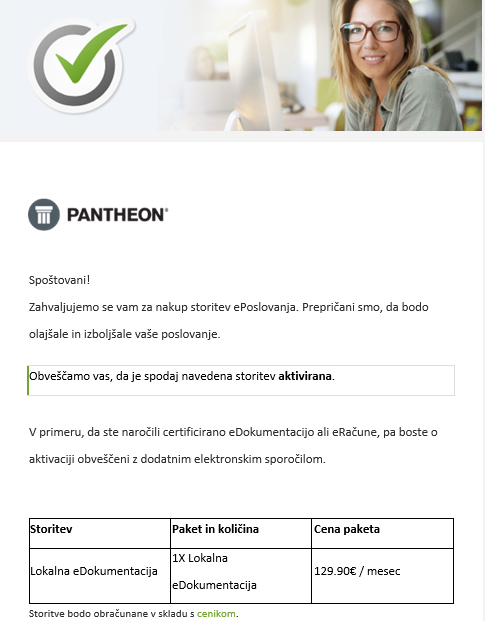 PANTHEON®
Spoštovani!
Zahvaljujemo se vam za nakup storitev ePoslovanja. Prepričani smo, da bodo
olajšale in izboljšale vaše poslovanje.
Obveščamo vas, da je spodaj navedena storitev aktivirana.
V primeru, da ste naročili certificirano eDokumentacijo ali eRačune, pa boste o
aktivaciji obveščeni z dodatnim elektronskim sporočilom.
Storitev Paket in količina Cena paketa
1X Lokalna
Lokalna eDokumentacija 129.90€ / mesec
eDokumentacija
Storitve bodo obračunane v skladu s cenikom.